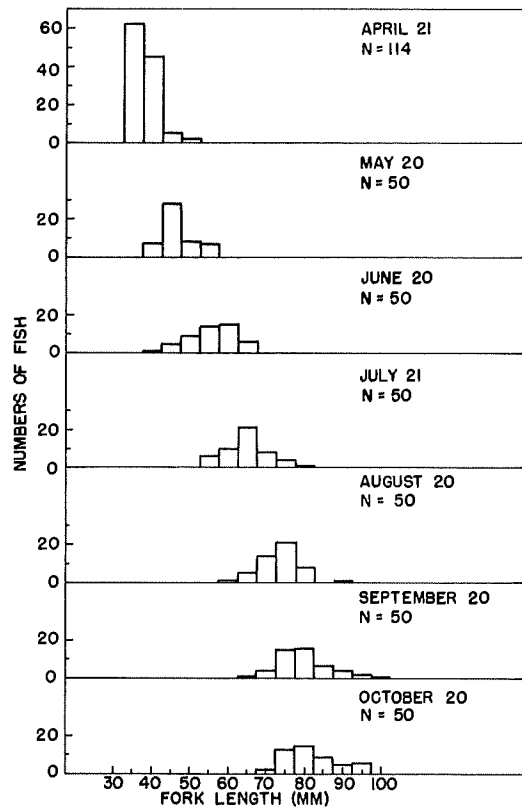 60
40
20
0
APRIL 21
N = 114
20
0
MAY 20
N = 50
20
0
JUNE 20
N = 50
20
0
JULY 21
N = 50
20
0
AUGUST 20
N = 50
20
0
SEPTEMBER 20
N = 50
20
0
OCTOBER 20
N = 50
NUMBERS OF FISH
30 40 50 60 70 80 90 100
FORK LENGTH (MM)